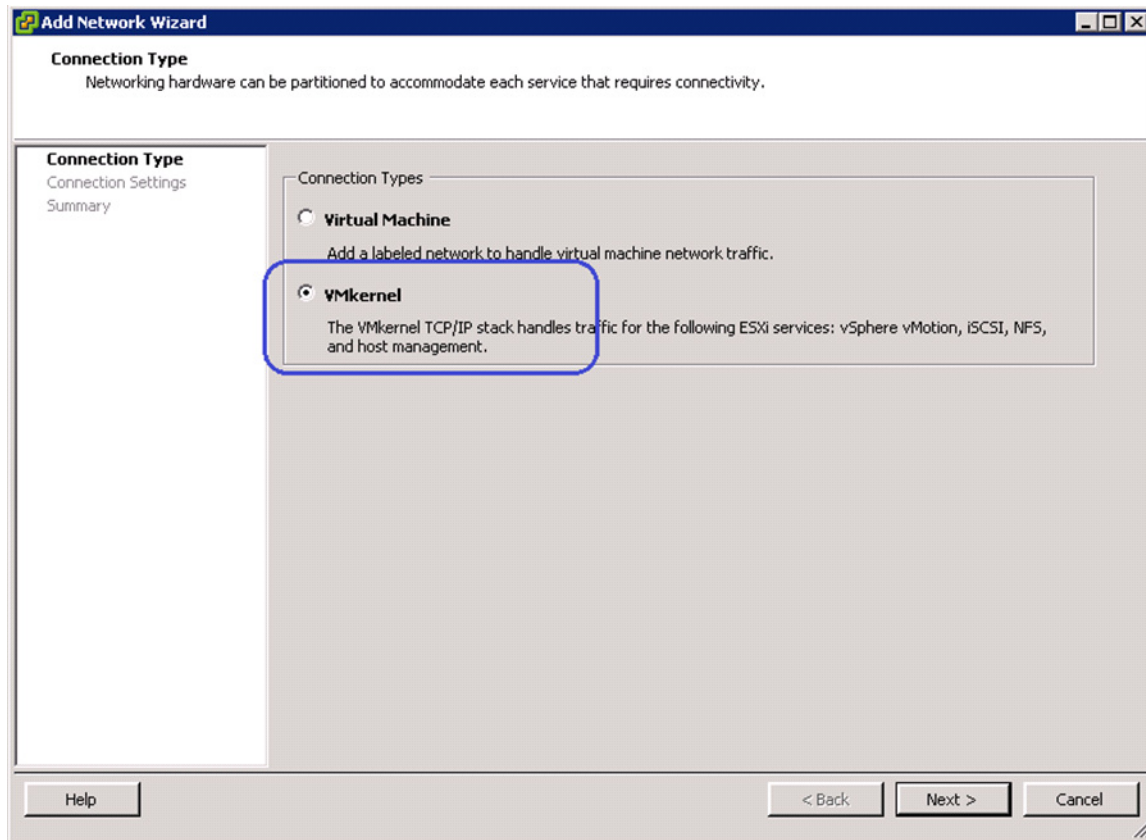 Add Network Wizard
Connection Type
Networking hardware can be partitioned to accommodate each service that requires connectivity.
Connection Type
Connection Settings
Summary
Connection Types
Virtual Machine
Add a labeled network to handle virtual machine network traffic.
VMkernel
The VMkernel TCP/IP stack handles traffic for the following ESXi services: vSphere vMotion, iSCSI, NFS,
and host management.
Help
< Back
Next >
Cancel